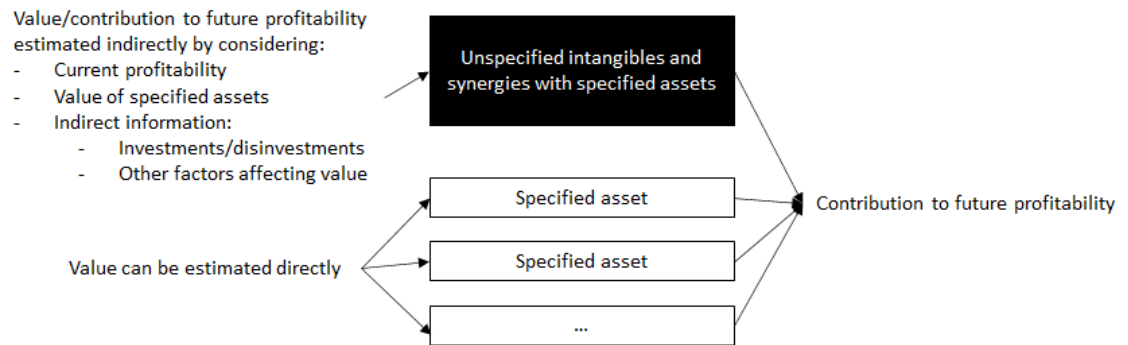 Value/contribution to future profitability
estimated indirectly by considering:
- Current profitability
- Value of specified assets
- Indirect information:
- Investments/disinvestments
- Other factors affecting value
Unspecified intangibles and
synergies with specified assets
Specified asset
Contribution to future profitability
Value can be estimated directly
Specified asset
...